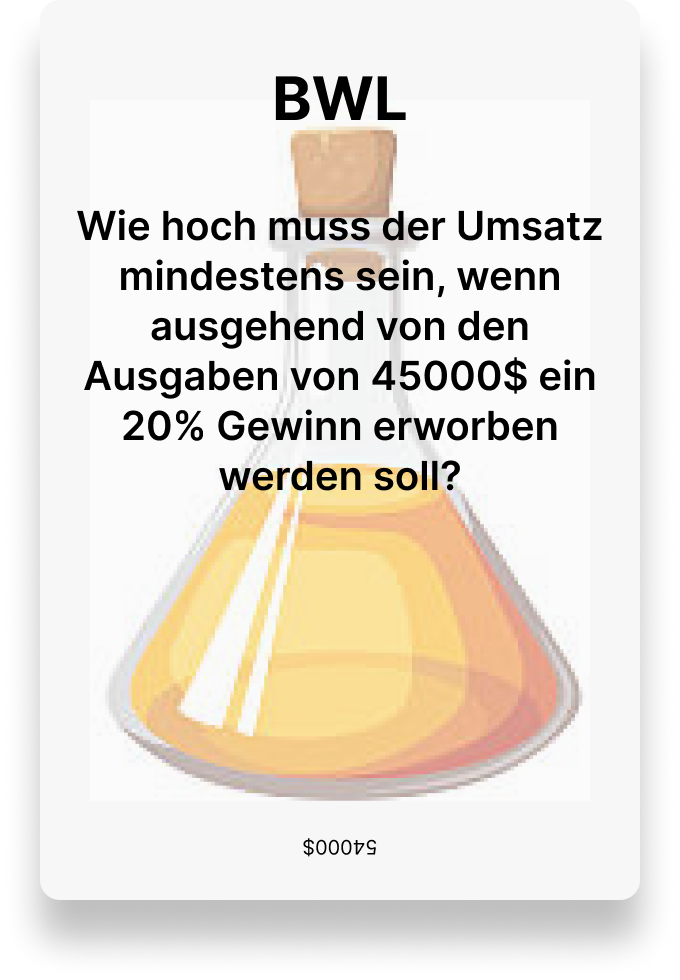 BWL
Wie hoch muss der Umsatz
mindestens sein, wenn
ausgehend von den
Ausgaben von 45000$ ein
20% Gewinn erworben
werden soll?
54000$